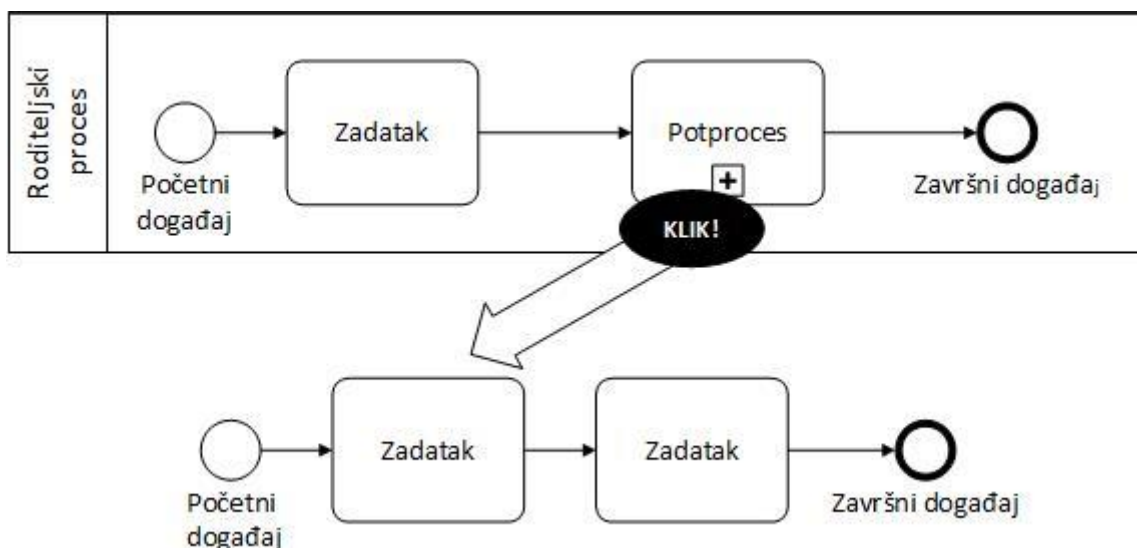 Roditeljski
proces
Početni
događaj
Zadatak
Potproces
Završni događaj
KLIK!
Početni
događaj
Zadatak
Zadatak
Završni događaj